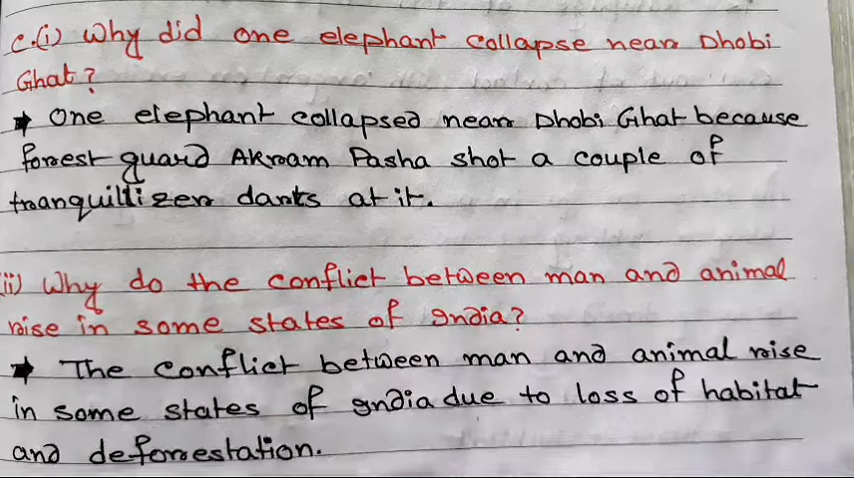 c.(i) Why did one elephant collapse near Dhobi
Ghat?
→ One elephant collapsed near Dhobi Ghat because
forest guard Akram Pasha shot a couple of
tranquillizer darts at it.
(ii) Why do the conflict between man and animal
rise in some states of India?
→ The conflict between man and animal rise
in some states of India due to loss of habitat
and deforestation.